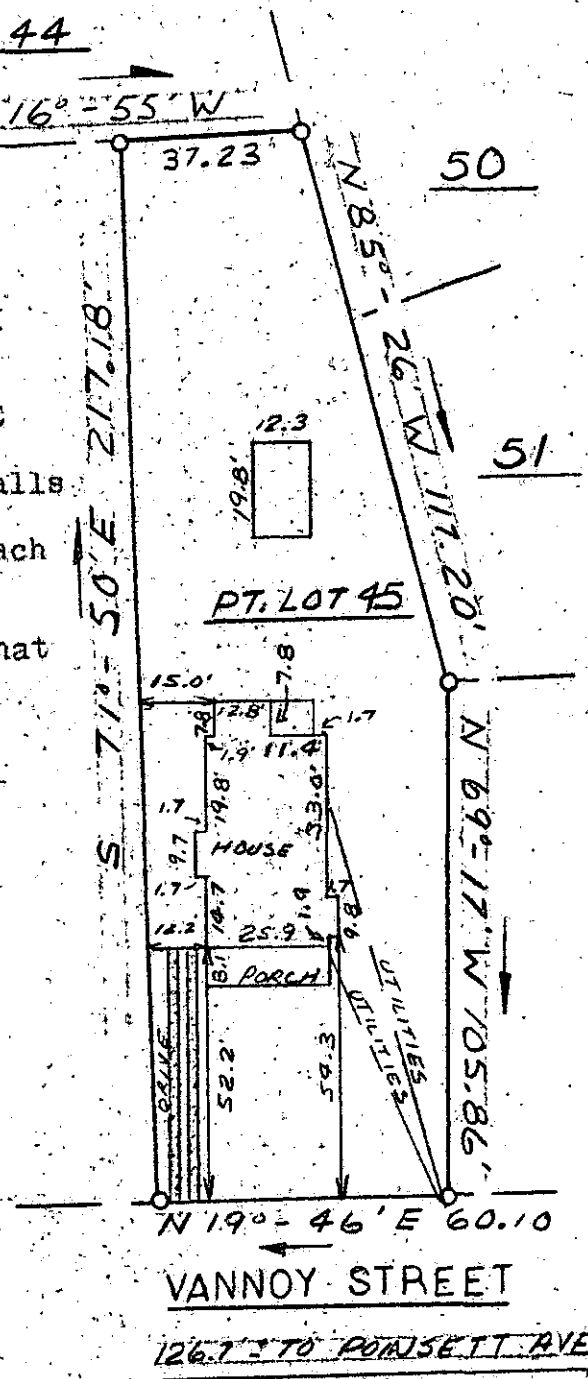 44
16° - 55' W
37.23'
50
N 85° - 26' W 117.20'
S 71° - 50' E 217.18'
12.3
19.8'
alls
51
ach
PT. LOT 45
hat
15.0'
12.8'
7.8
1.7
7.8
1.9'
11.4'
19.8'
33.0'
1.7
9.7
HOUSE
1.7
14.7
1.9
1.7
9.8
12.2
25.9
8.1
PORCH
UTILITIES
UTILITIES
DRIVE
52.2'
54.3'
N 69° - 17' W 105.86'
N 19° - 46' E 60.10
VANNOY STREET
126.7' ± TO POINSETT AVE